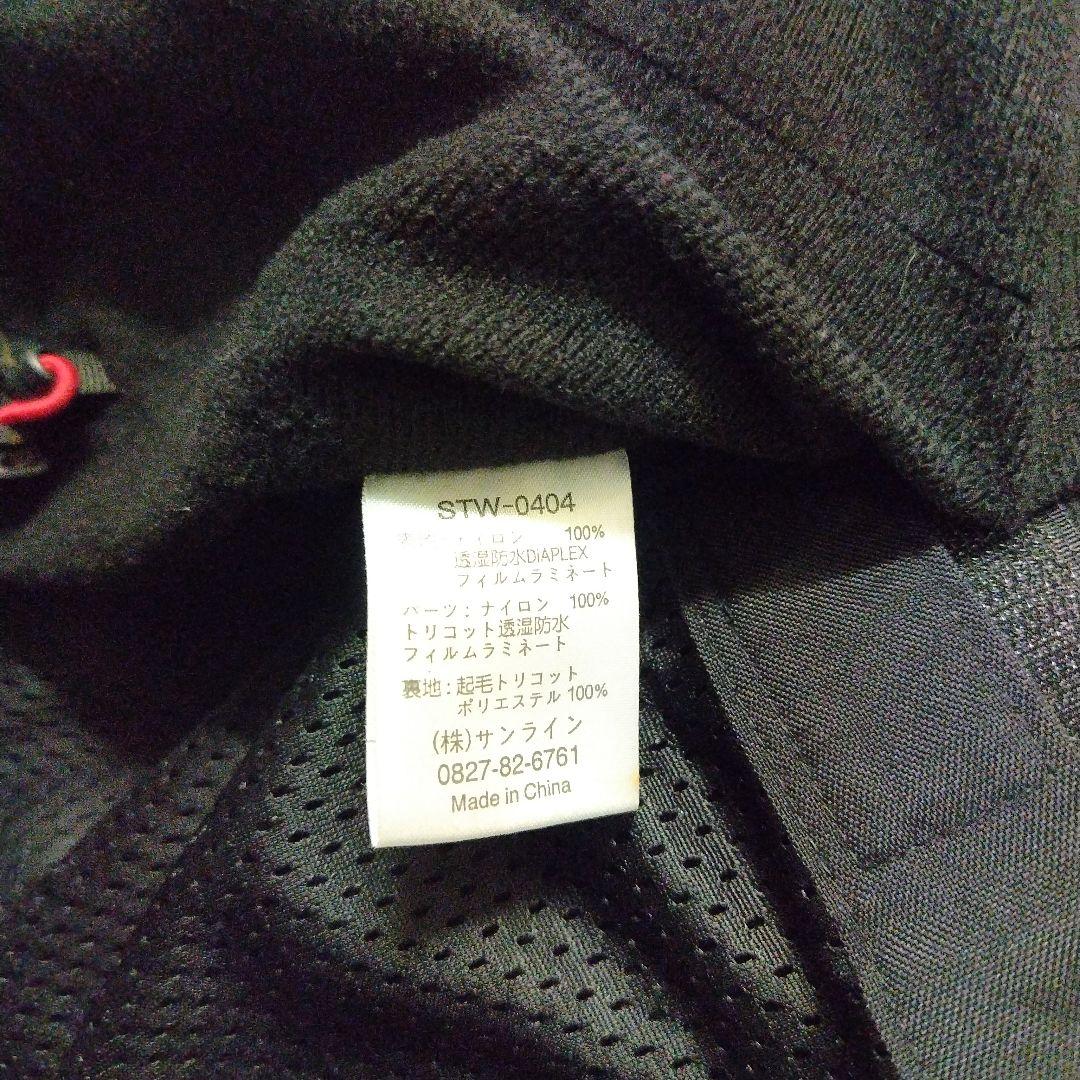 STW-0404
ナイロン 100%
透湿防水DiAPLEX
フィルムラミネート
パーツ:ナイロン 100%
トリコット透湿防水
フィルムラミネート
裏地:起毛トリコット
ポリエステル 100%
(株)サンライン
0827-82-6761
Made in China